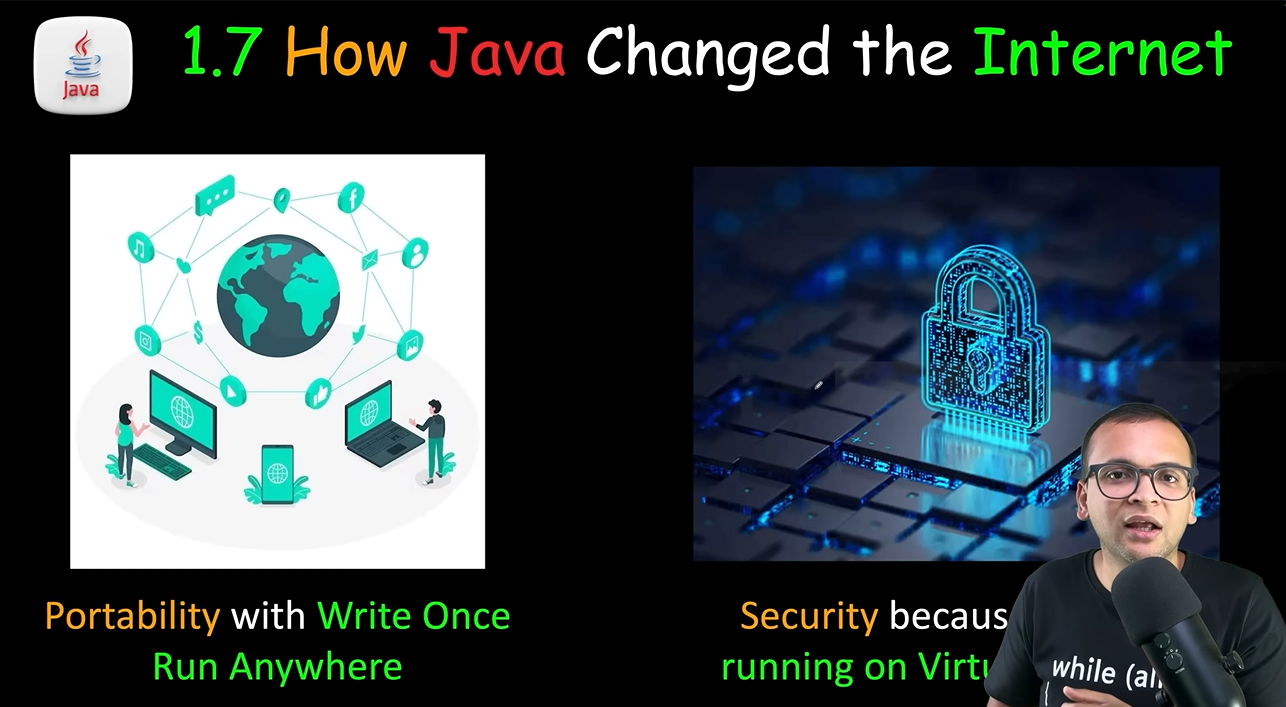 Java
1.7 How Java Changed the Internet
Portability with Write Once
Run Anywhere
Security becaus
running on Virtu
while (ali